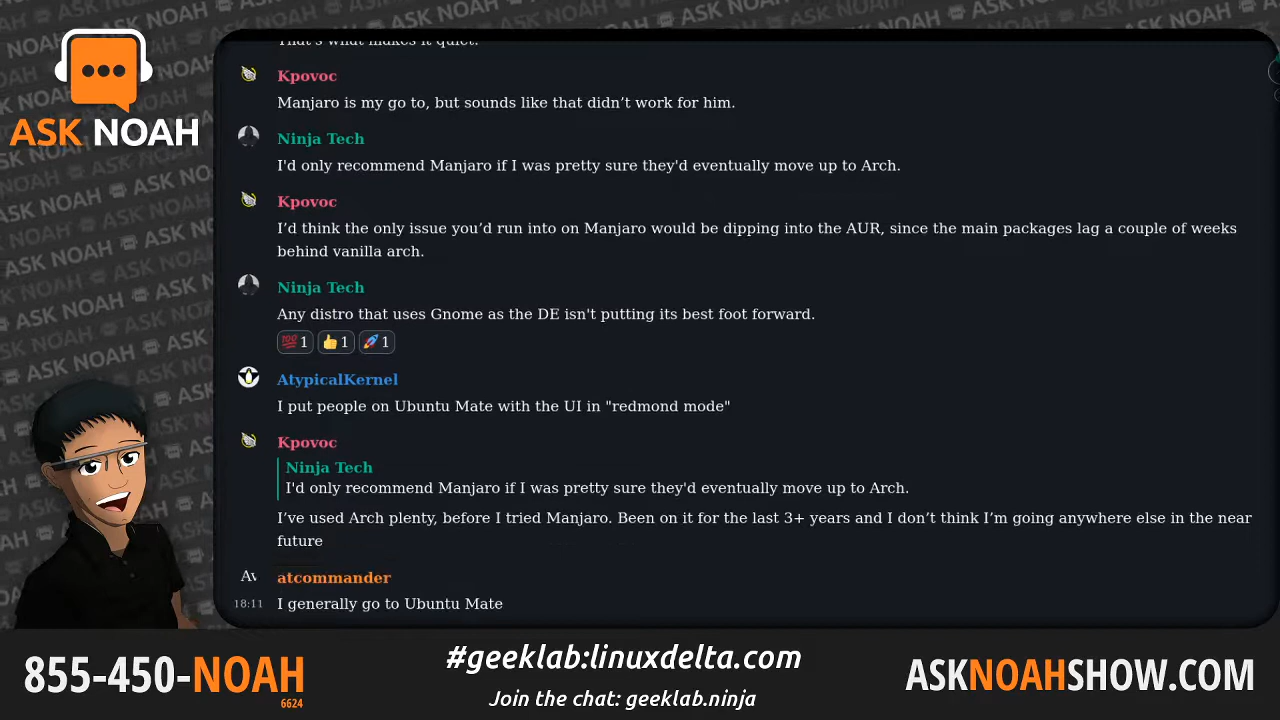 ASK NOAH
That's what makes it quiet.
Kpovoc
Manjaro is my go to, but sounds like that didn’t work for him.
Ninja Tech
I'd only recommend Manjaro if I was pretty sure they'd eventually move up to Arch.
Kpovoc
I’d think the only issue you’d run into on Manjaro would be dipping into the AUR, since the main packages lag a couple of weeks
behind vanilla arch.
Ninja Tech
Any distro that uses Gnome as the DE isn't putting its best foot forward.
💯 1 👍 1 🚀 1
AtypicalKernel
I put people on Ubuntu Mate with the UI in "redmond mode"
Kpovoc
Ninja Tech
I'd only recommend Manjaro if I was pretty sure they'd eventually move up to Arch.
I’ve used Arch plenty, before I tried Manjaro. Been on it for the last 3+ years and I don’t think I’m going anywhere else in the near
future
atcommander
18:11 I generally go to Ubuntu Mate
855-450-NOAH
6624
#geeklab:linuxdelta.com
Join the chat: geeklab.ninja
ASKNOAHSHOW.COM